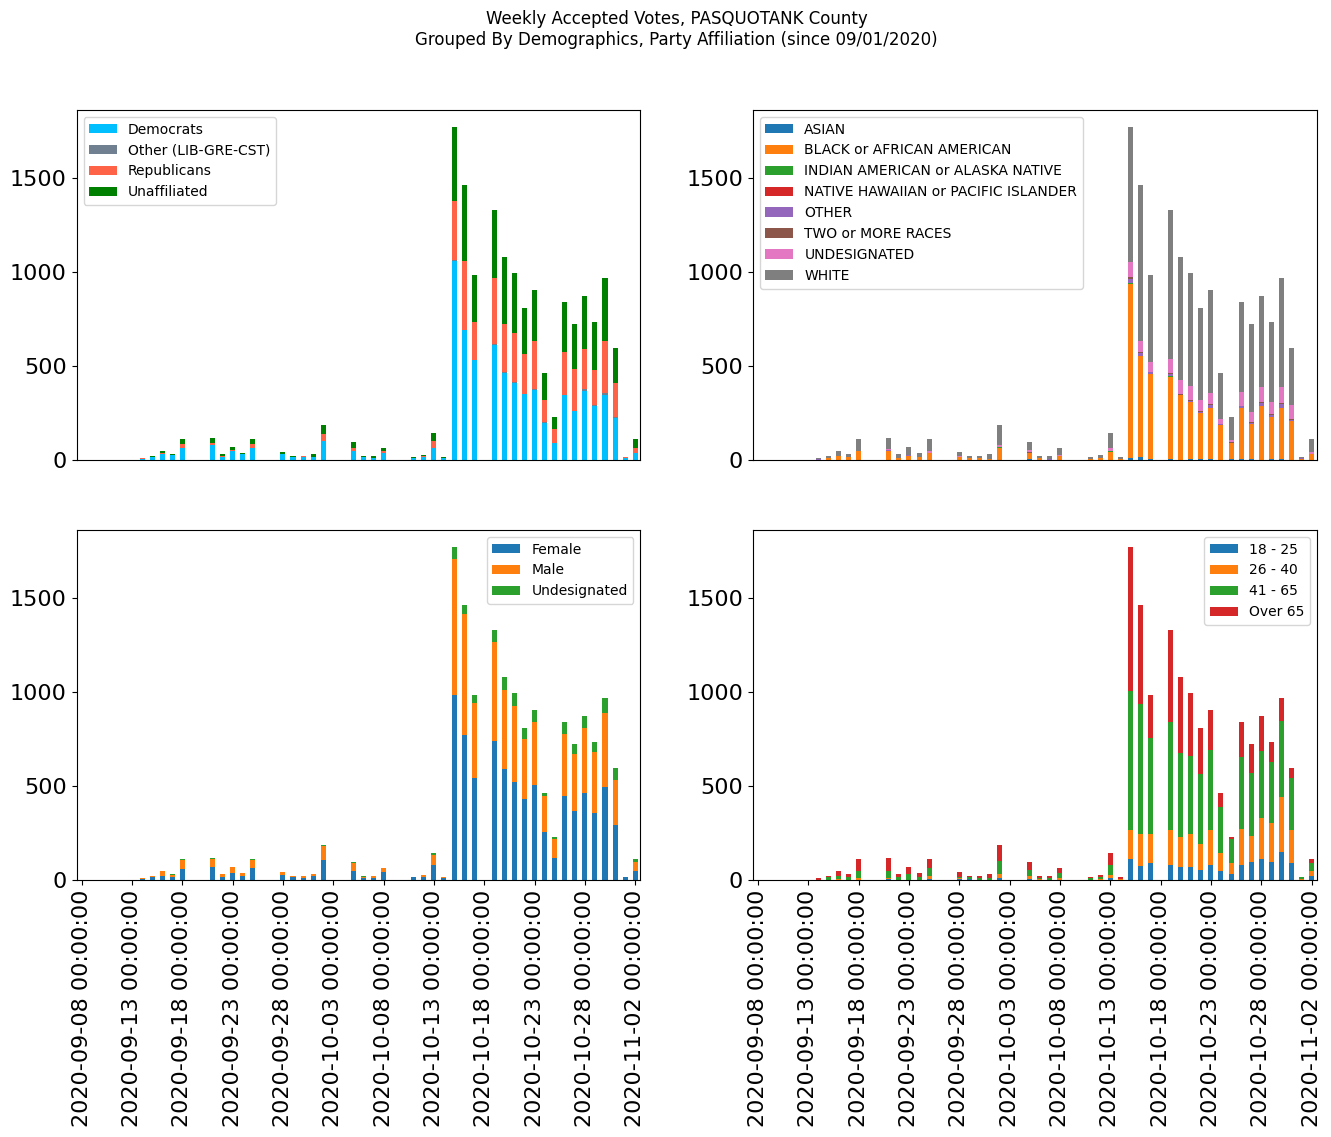 Weekly Accepted Votes, PASQUOTANK County
Grouped By Demographics, Party Affiliation (since 09/01/2020)
Democrats
Other (LIB-GRE-CST)
Republicans
Unaffiliated
1500
1000
500
0
ASIAN
BLACK or AFRICAN AMERICAN
INDIAN AMERICAN or ALASKA NATIVE
NATIVE HAWAIIAN or PACIFIC ISLANDER
OTHER
TWO or MORE RACES
UNDESIGNATED
WHITE
1500
1000
500
0
Female
Male
Undesignated
1500
1000
500
0
2020-09-08 00:00:00
2020-09-13 00:00:00
2020-09-18 00:00:00
2020-09-23 00:00:00
2020-09-28 00:00:00
2020-10-03 00:00:00
2020-10-08 00:00:00
2020-10-13 00:00:00
2020-10-18 00:00:00
2020-10-23 00:00:00
2020-10-28 00:00:00
2020-11-02 00:00:00
18 - 25
26 - 40
41 - 65
Over 65
1500
1000
500
0
2020-09-08 00:00:00
2020-09-13 00:00:00
2020-09-18 00:00:00
2020-09-23 00:00:00
2020-09-28 00:00:00
2020-10-03 00:00:00
2020-10-08 00:00:00
2020-10-13 00:00:00
2020-10-18 00:00:00
2020-10-23 00:00:00
2020-10-28 00:00:00
2020-11-02 00:00:00